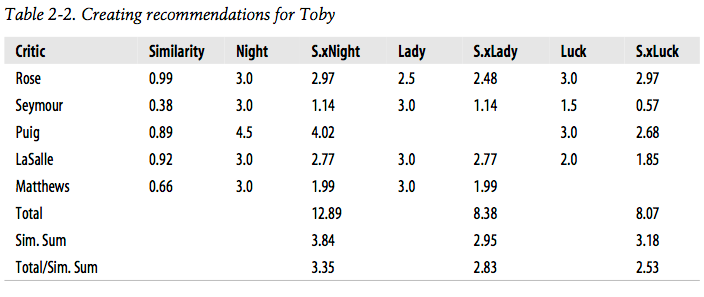 Table 2-2. Creating recommendations for Toby
Critic Similarity Night S.xNight Lady S.xLady Luck S.xLuck
Rose 0.99 3.0 2.97 2.5 2.48 3.0 2.97
Seymour 0.38 3.0 1.14 3.0 1.14 1.5 0.57
Puig 0.89 4.5 4.02 3.0 2.68
LaSalle 0.92 3.0 2.77 3.0 2.77 2.0 1.85
Matthews 0.66 3.0 1.99 3.0 1.99
Total 12.89 8.38 8.07
Sim. Sum 3.84 2.95 3.18
Total/Sim. Sum 3.35 2.83 2.53